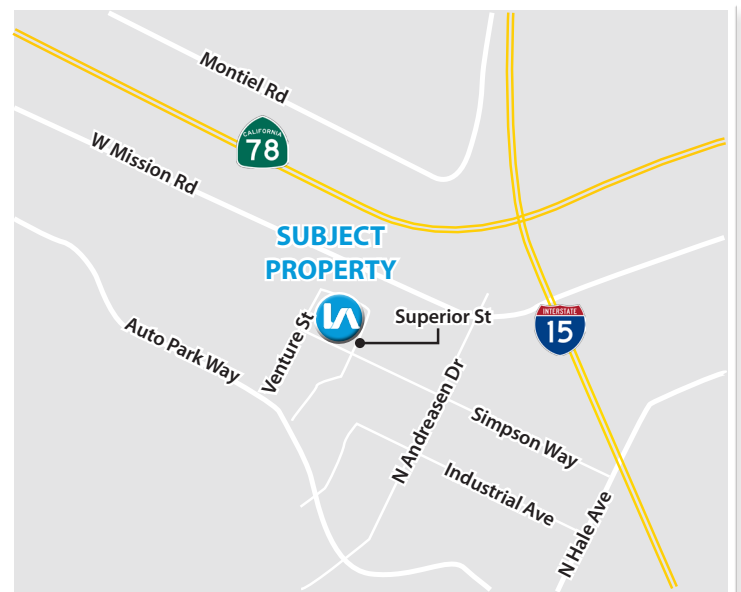 Montiel Rd
CALIFORNIA
78
W Mission Rd
SUBJECT
PROPERTY
INTERSTATE
15
Superior St
Venture St
Auto Park Way
N Andreasen Dr
Simpson Way
Industrial Ave
N Hale Ave